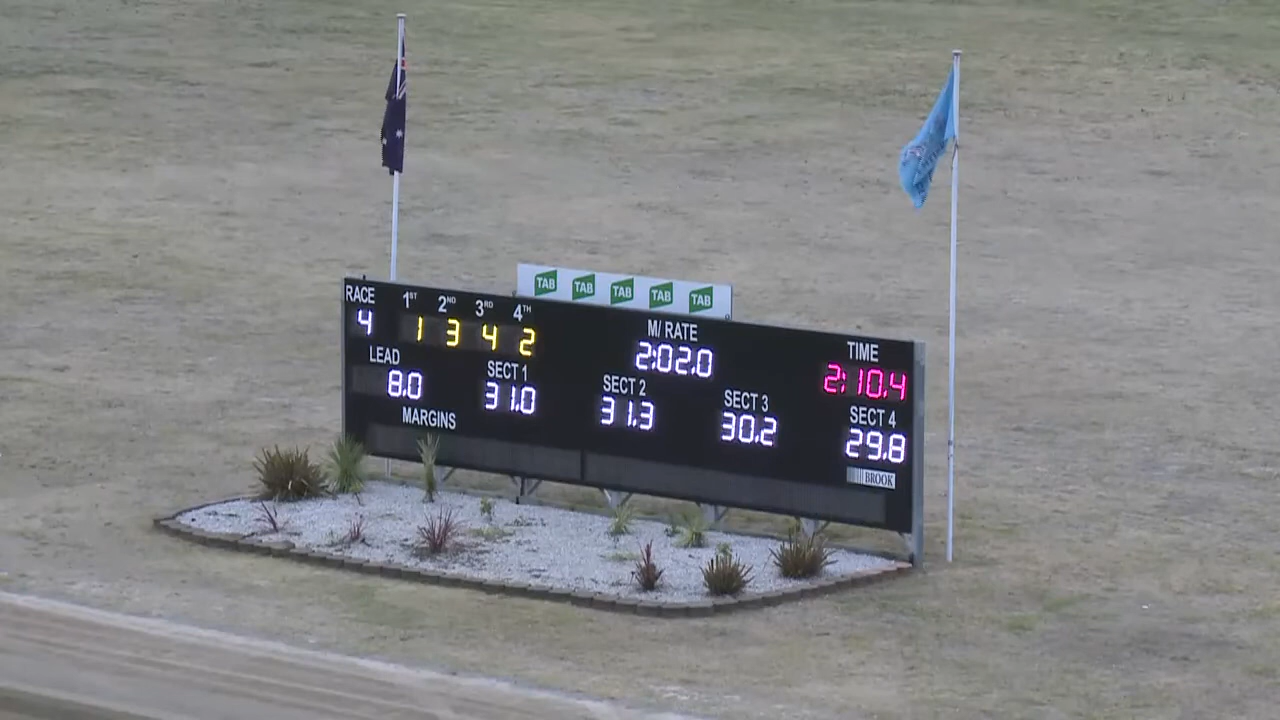 TAB TAB TAB TAB TAB
RACE 1ST 2ND 3RD 4TH
4 1 3 4 2
M/RATE
2:02.0
TIME
2:10.4
LEAD
8.0
SECT 1
31.0
SECT 2
31.3
SECT 3
30.2
SECT 4
29.8
MARGINS
BROOK